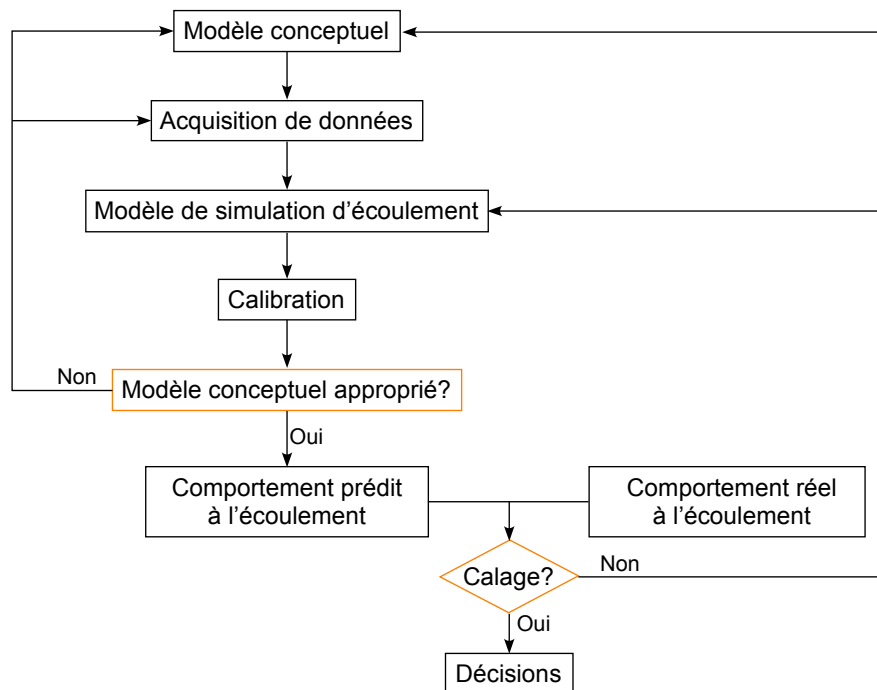 Modèle conceptuel
Acquisition de données
Modèle de simulation d’écoulement
Calibration
Non
Modèle conceptuel approprié?
Oui
Comportement prédit
à l’écoulement
Comportement réel
à l’écoulement
Calage?
Non
Oui
Décisions